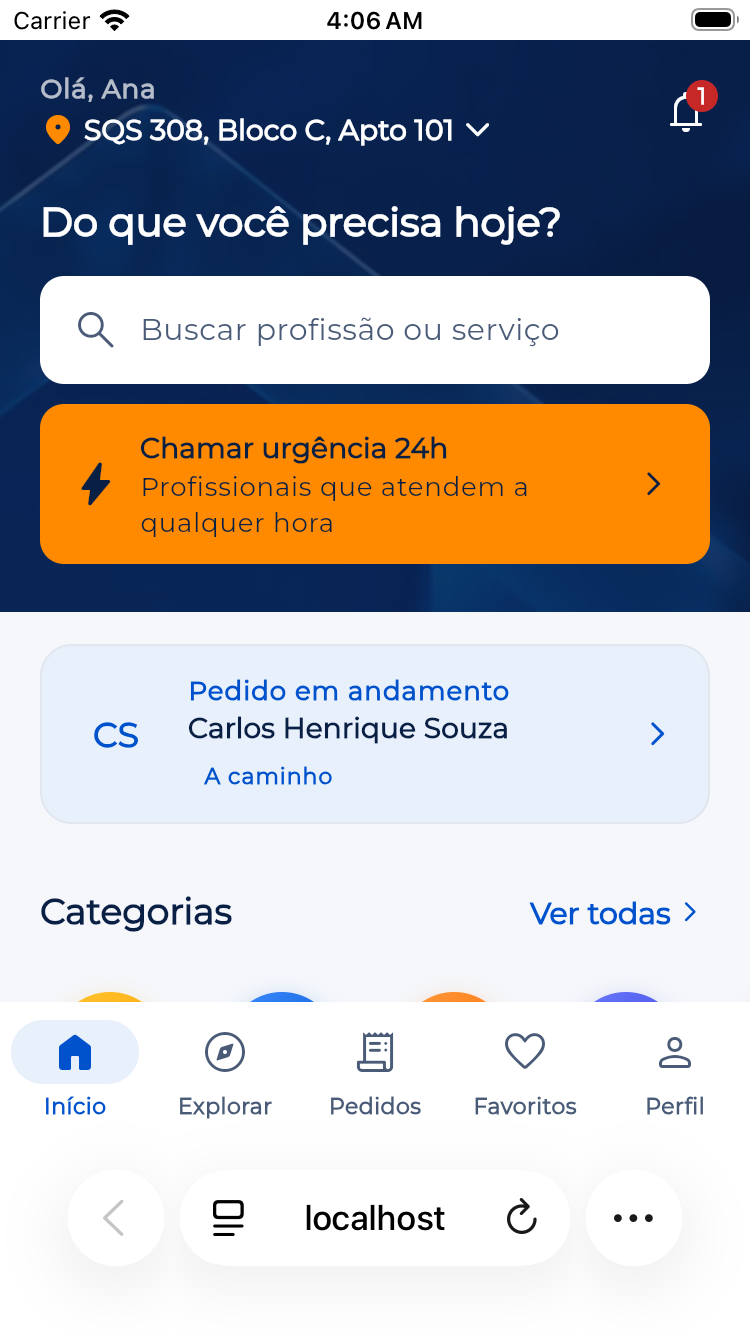 Carrier 4:06 AM
Olá, Ana
1
SQS 308, Bloco C, Apto 101
Do que você precisa hoje?
Buscar profissão ou serviço
Chamar urgência 24h
Profissionais que atendem a
qualquer hora
Pedido em andamento
CS
Carlos Henrique Souza
A caminho
Categorias Ver todas
Início Explorar Pedidos Favoritos Perfil
localhost